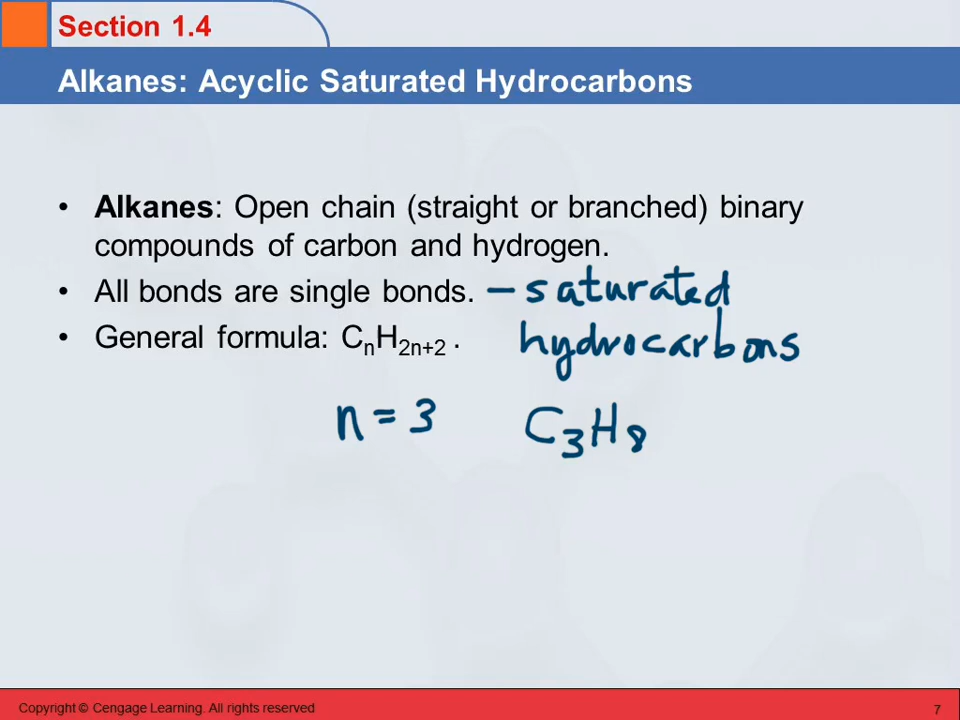 Section 1.4
Alkanes: Acyclic Saturated Hydrocarbons
• Alkanes: Open chain (straight or branched) binary
compounds of carbon and hydrogen.
• All bonds are single bonds. – saturated
hydrocarbons
• General formula: CₙH₂ₙ₊₂ .
n = 3 C₃H₈
Copyright © Cengage Learning. All rights reserved 7